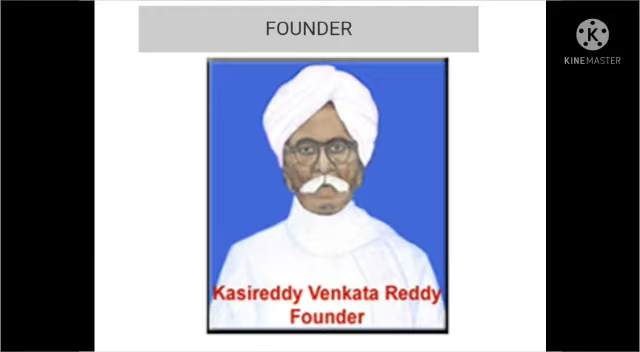 FOUNDER
K
KINEMASTER
Kasireddy Venkata Reddy
Founder